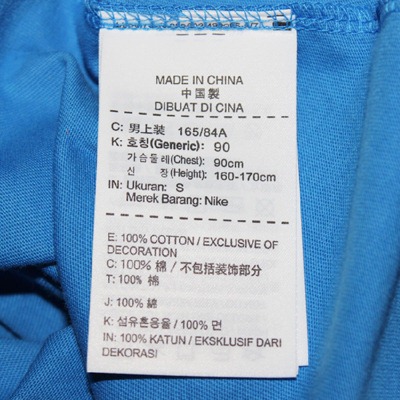 MADE IN CHINA
中国製
DIBUAT DI CINA
C: 男上装 165/84A
K: 호칭(Generic): 90
가슴둘레(Chest): 90cm
신 장(Height): 160-170cm
IN: Ukuran: S
Merek Barang: Nike
E: 100% COTTON / EXCLUSIVE OF
DECORATION
C: 100% 棉 / 不包括装饰部分
T: 100% 棉
J: 100% 綿
K: 섬유혼용율 / 100% 면
IN: 100% KATUN / EKSKLUSIF DARI
DEKORASI